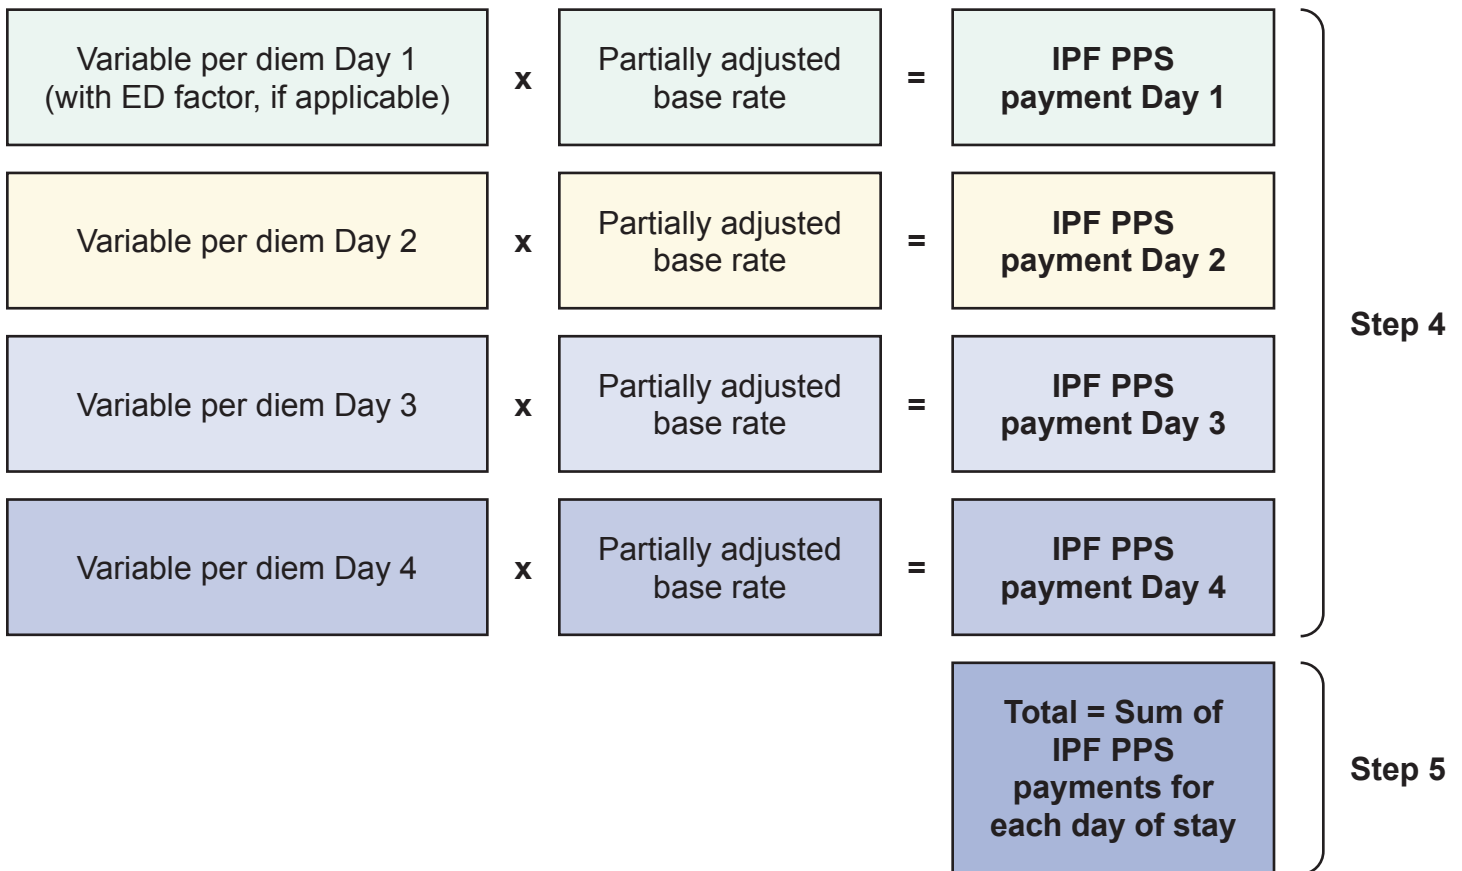 Variable per diem Day 1
(with ED factor, if applicable)
x
Partially adjusted
base rate
=
IPF PPS
payment Day 1
Variable per diem Day 2
x
Partially adjusted
base rate
=
IPF PPS
payment Day 2
Variable per diem Day 3
x
Partially adjusted
base rate
=
IPF PPS
payment Day 3
Variable per diem Day 4
x
Partially adjusted
base rate
=
IPF PPS
payment Day 4
Step 4
Total = Sum of
IPF PPS
payments for
each day of stay
Step 5